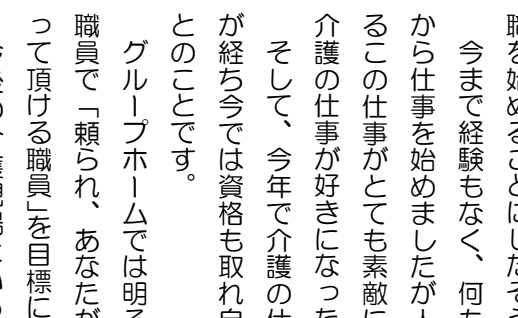 職を始めることにしたそう
今まで経験もなく、何も
から仕事を始めましたが人
るこの仕事がとても素敵に
介護の仕事が好きになった
そして、今年で介護の仕
が経ち今では資格も取れ自
とのことです。
グループホームでは明る
職員で「頼られ、あなたが
って頂ける職員」を目標に